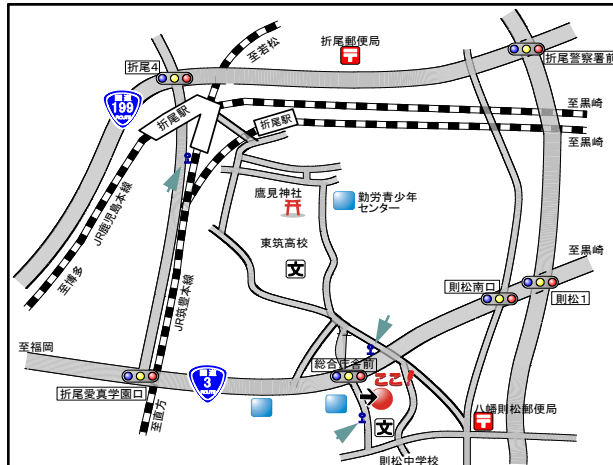 至若松
折尾郵便局
折尾4
折尾警察署前
国道
199
至黒崎
折尾駅
折尾駅
至黒崎
鷹見神社
勤労青少年
センター
JR鹿児島本線
東筑高校
文
至黒崎
至博多
則松南口
則松1
JR筑豊本線
至福岡
国道
3
総合庁舎前
ここ!
折尾愛真学園口
八幡則松郵便局
至直方
文
則松中学校